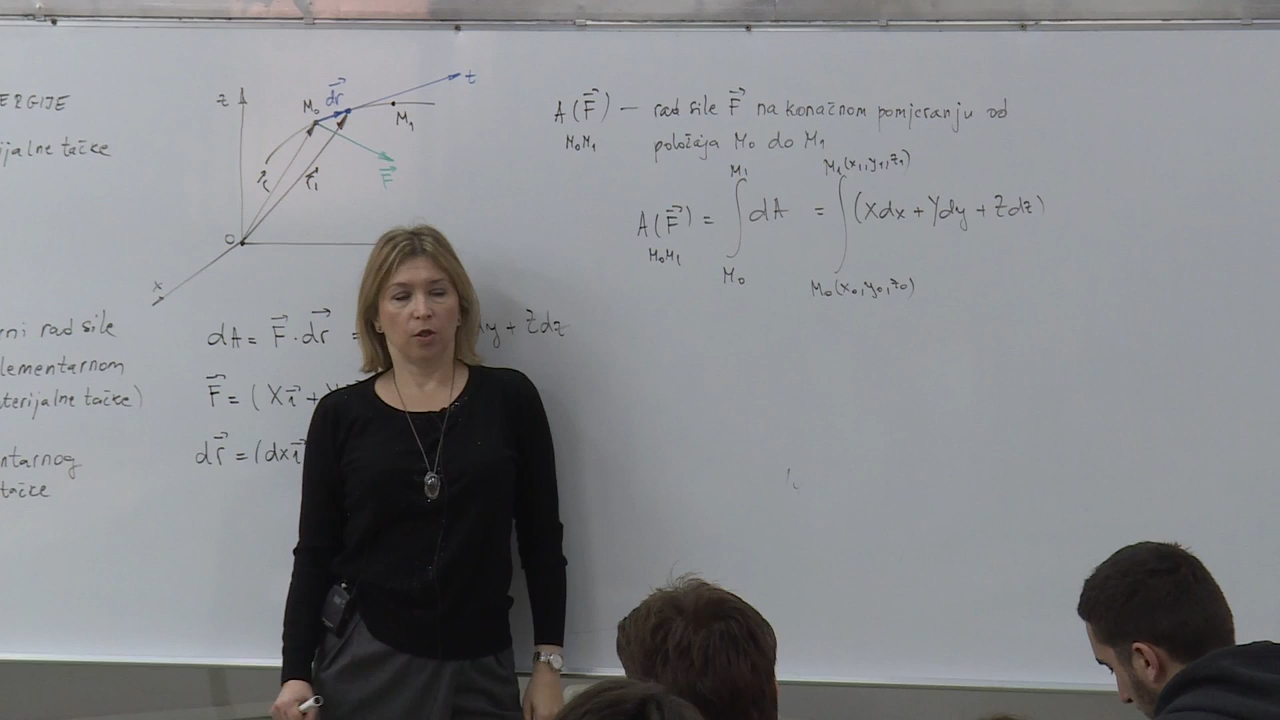 ERGIJE
ijalne tačke
z
M₀
dr⃗
t
M₁
r⃗
r⃗₁
F⃗
O
x
rni rad sile
lementarnom
terijalne tačke)
ntarnog
tačke
dA = F⃗ · dr⃗ = dy + Zdz
F⃗ = (Xi⃗ +
dr⃗ = (dxi⃗
A(F⃗) – rad sile F⃗ na konačnom pomjeranju od
M₀M₁ položaja M₀ do M₁
M₁ M₁(x₁,y₁,z₁)
A(F⃗) = ∫dA = ∫(Xdx + Ydy + Zdz)
M₀M₁ M₀ M₀(x₀,y₀,z₀)